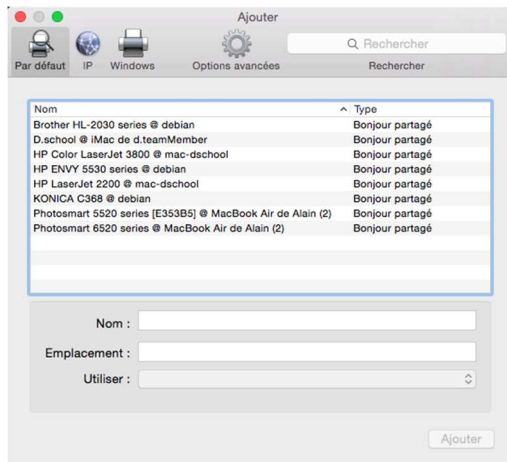 Ajouter
Par défaut IP Windows Options avancées Rechercher
Rechercher
Nom Type
Brother HL-2030 series @ debian Bonjour partagé
D.school @ iMac de d.teamMember Bonjour partagé
HP Color LaserJet 3800 @ mac-dschool Bonjour partagé
HP ENVY 5530 series @ debian Bonjour partagé
HP LaserJet 2200 @ mac-dschool Bonjour partagé
KONICA C368 @ debian Bonjour partagé
Photosmart 5520 series [E353B5] @ MacBook Air de Alain (2) Bonjour partagé
Photosmart 6520 series @ MacBook Air de Alain (2) Bonjour partagé
Nom :
Emplacement :
Utiliser :
Ajouter